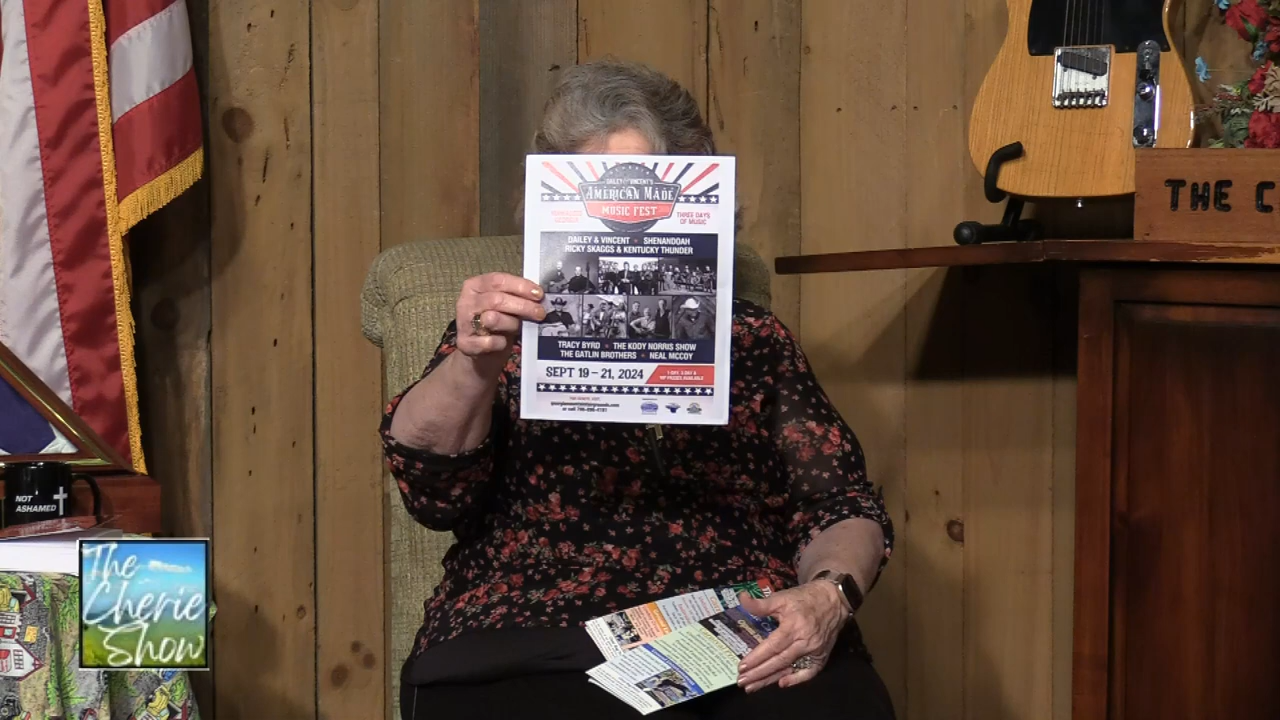 DAILEY & VINCENT'S
AMERICAN MADE
MUSIC FEST
THREE DAYS
OF MUSIC
DAILEY & VINCENT SHENANDOAH
RICKY SKAGGS & KENTUCKY THUNDER
TRACY BYRD THE KODY NORRIS SHOW
THE GATLIN BROTHERS NEAL MCCOY
SEPT 19 – 21, 2024
THE C
NOT
ASHAMED
The
Cherie
Show